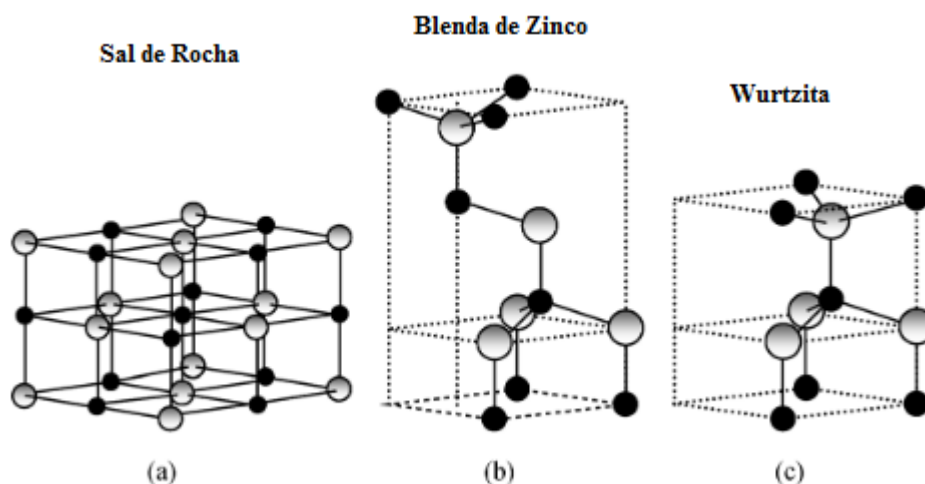 Sal de Rocha
Blenda de Zinco
Wurtzita
(a)
(b)
(c)